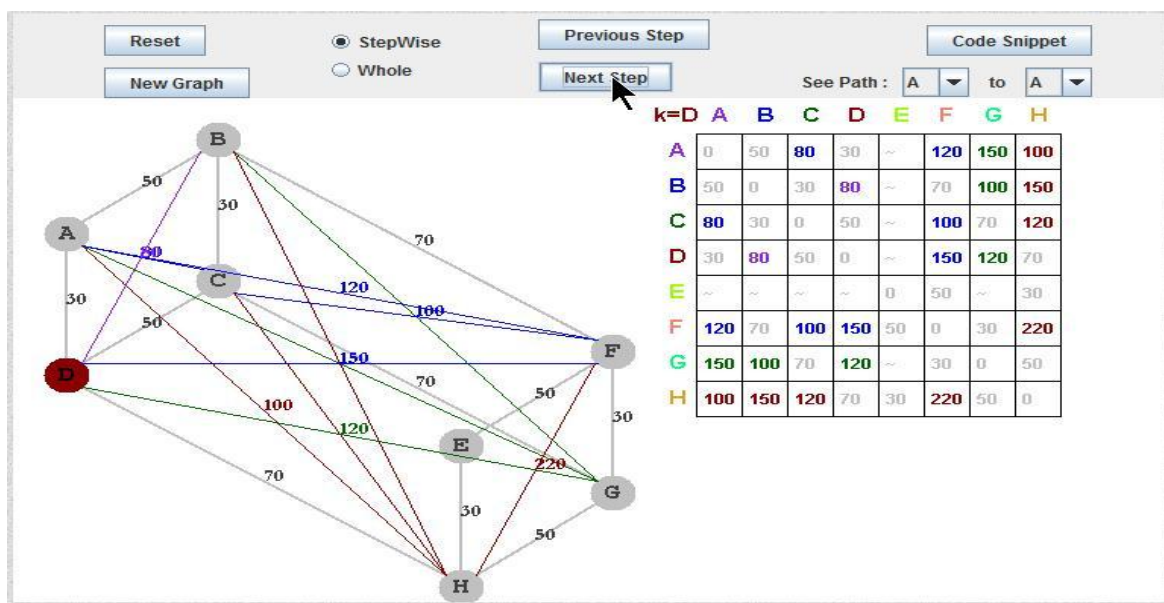 Reset
StepWise
Previous Step
Code Snippet
New Graph
Whole
Next Step
See Path : A to A
k=D A B C D E F G H
A 0 50 80 30 ~ 120 150 100
B 50 0 30 80 ~ 70 100 150
C 80 30 0 50 ~ 100 70 120
D 30 80 50 0 ~ 150 120 70
E ~ ~ ~ ~ 0 50 ~ 30
F 120 70 100 150 50 0 30 220
G 150 100 70 120 ~ 30 0 50
H 100 150 120 70 30 220 50 0
B
50
30
A
70
80
C
120
30
100
50
F
150
D
70
50
100
30
120
E
220
70
G
30
50
H